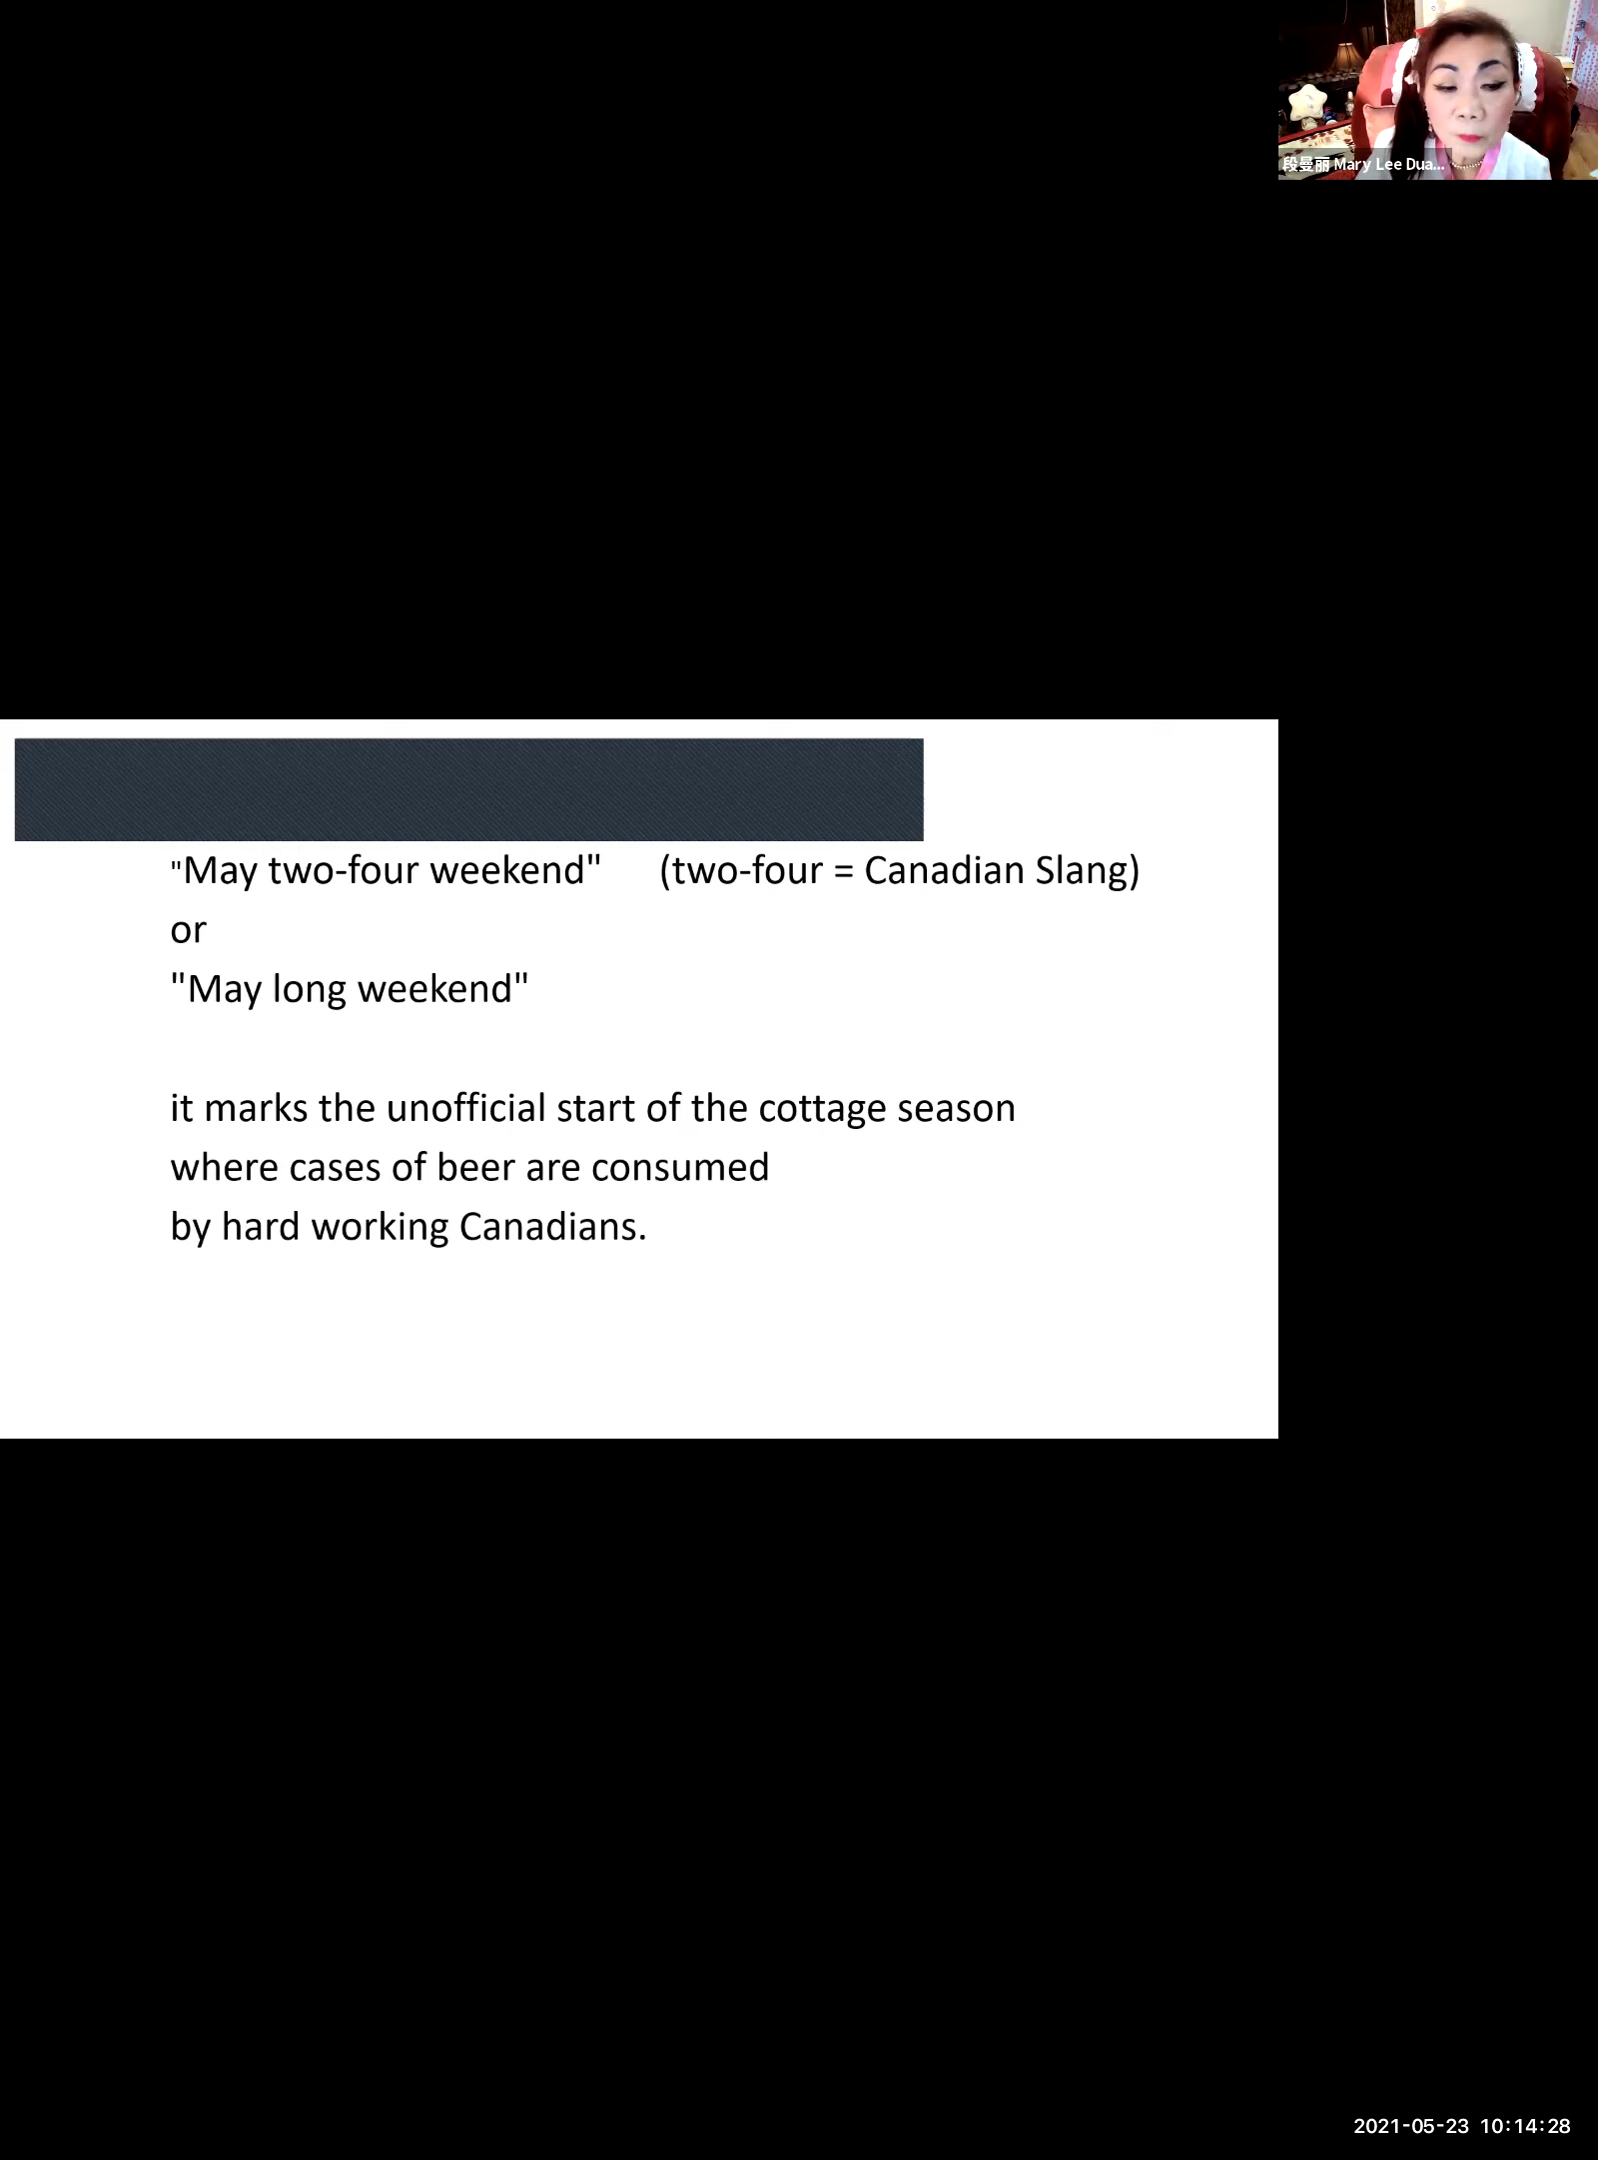 段曼丽 Mary Lee Dua...
"May two-four weekend" (two-four = Canadian Slang)
or
"May long weekend"
it marks the unofficial start of the cottage season
where cases of beer are consumed
by hard working Canadians.
2021-05-23 10:14:28